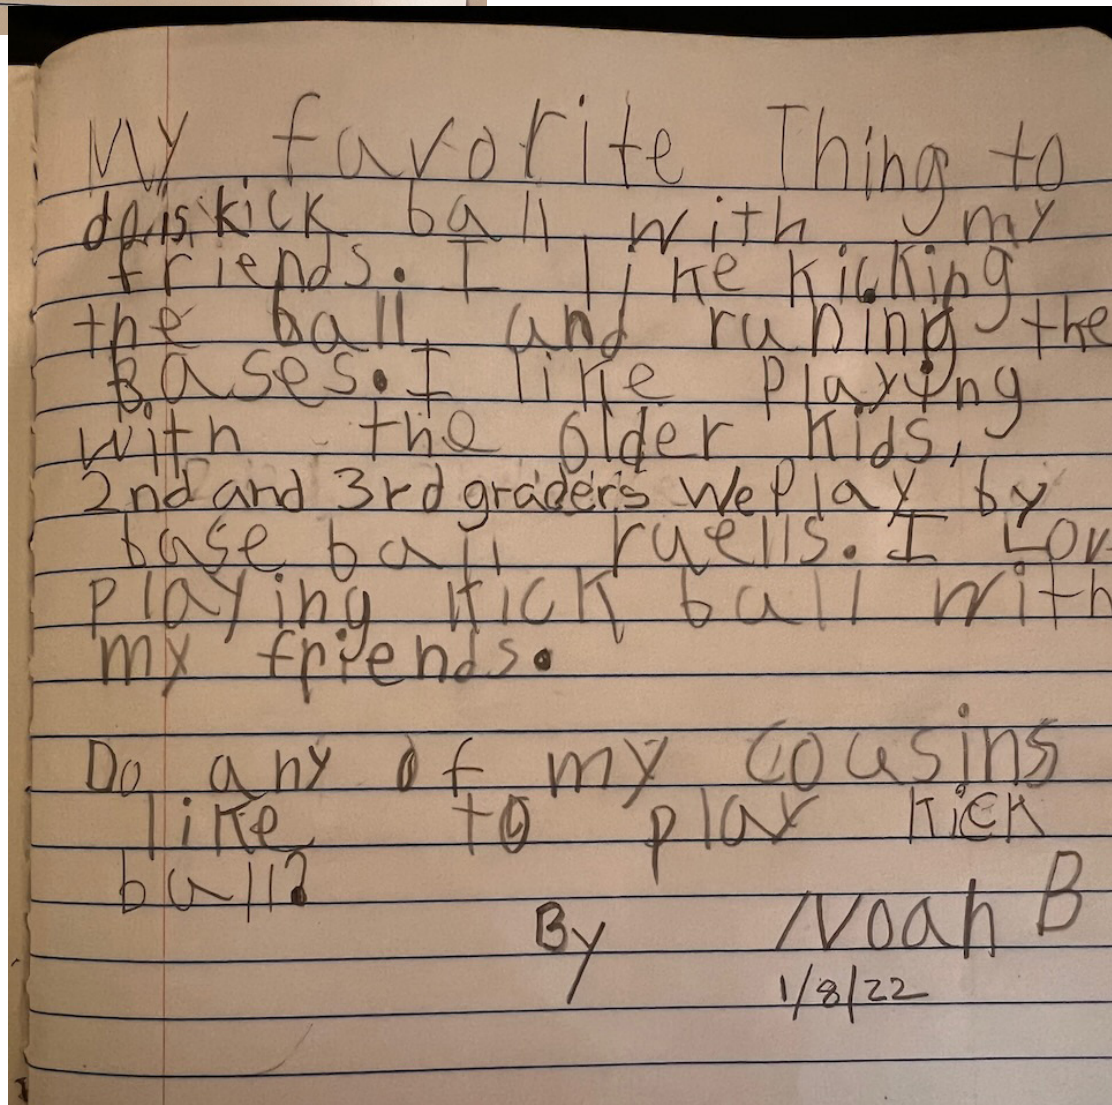 My favorite Thing to
do is kick ball with my
friends. I like kicking
the ball and runing the
Bases. I like Playing
with the older Kids,
2nd and 3rd graders We Play by
base ball ruells. I Lov
playing Kick ball with
my friends.
Do any of my cousins
like to play kick
ball?
By Noah B
1/8/22